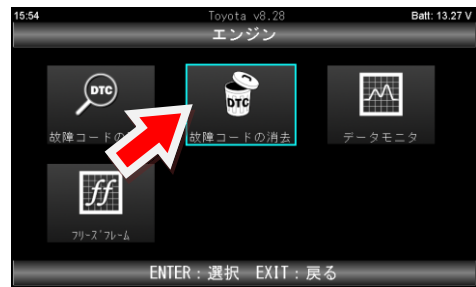 15:54 Toyota v8.28 Batt: 13.27 V
エンジン
DTC
DTC
故障コードの
故障コードの消去
データモニタ
ff
フリーズフレーム
ENTER：選択 EXIT：戻る